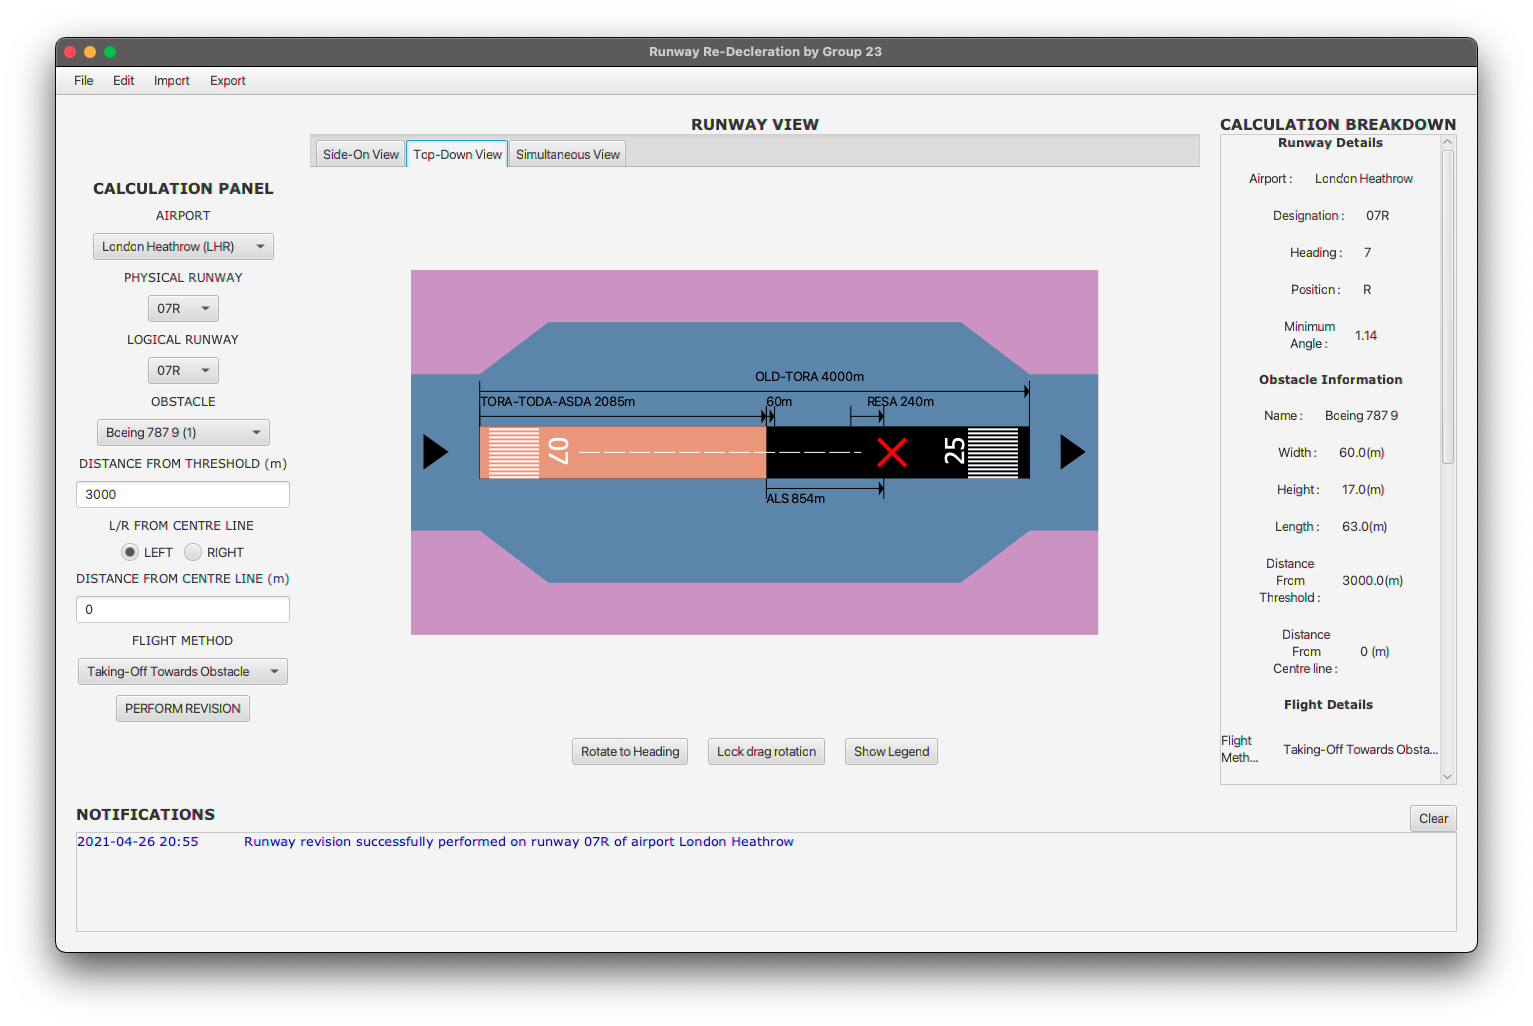 Runway Re-Decleration by Group 23
File Edit Import Export
RUNWAY VIEW
Side-On View Top-Down View Simultaneous View
CALCULATION PANEL
AIRPORT
London Heathrow (LHR)
PHYSICAL RUNWAY
07R
LOGICAL RUNWAY
07R
OBSTACLE
Boeing 787 9 (1)
DISTANCE FROM THRESHOLD (m)
3000
L/R FROM CENTRE LINE
LEFT RIGHT
DISTANCE FROM CENTRE LINE (m)
0
FLIGHT METHOD
Taking-Off Towards Obstacle
PERFORM REVISION
OLD-TORA 4000m
TORA-TODA-ASDA 2085m 60m RESA 240m
07 25
ALS 854m
Rotate to Heading Lock drag rotation Show Legend
CALCULATION BREAKDOWN
Runway Details
Airport : London Heathrow
Designation : 07R
Heading : 7
Position : R
Minimum
Angle : 1.14
Obstacle Information
Name : Boeing 787 9
Width : 60.0(m)
Height : 17.0(m)
Length : 63.0(m)
Distance
From 3000.0(m)
Threshold :
Distance
From 0 (m)
Centre line :
Flight Details
Flight
Meth... Taking-Off Towards Obsta...
NOTIFICATIONS
Clear
2021-04-26 20:55 Runway revision successfully performed on runway 07R of airport London Heathrow